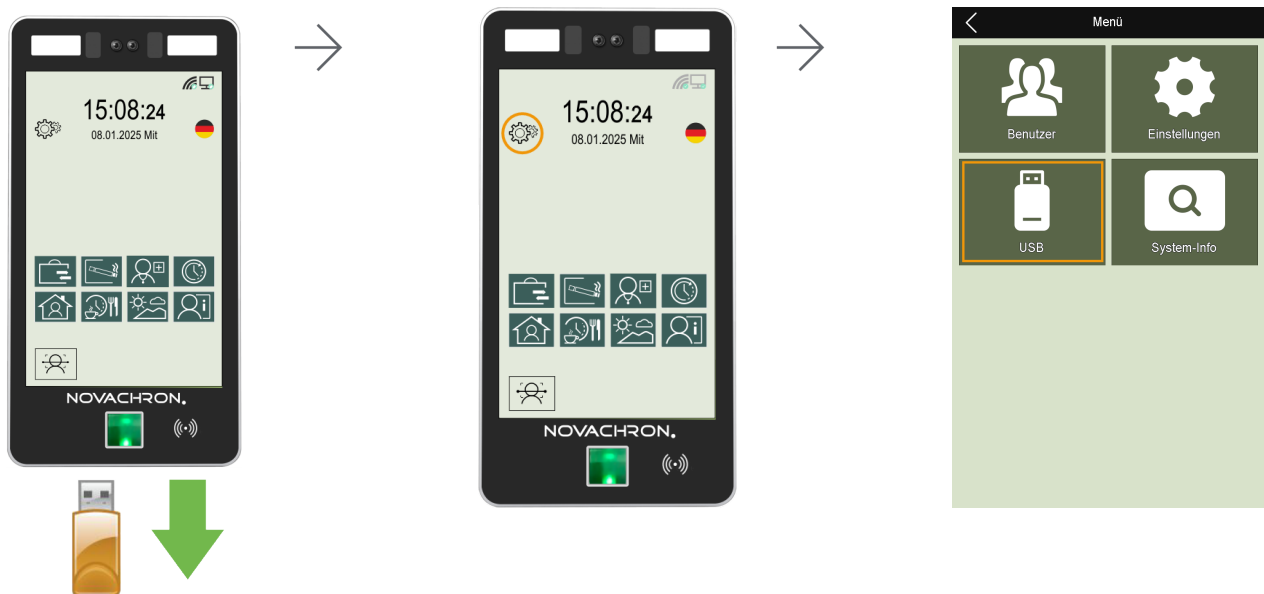 15:08:24
08.01.2025 Mit
NOVACHRON.
15:08:24
08.01.2025 Mit
NOVACHRON.
Menü
Benutzer
Einstellungen
USB
System-Info